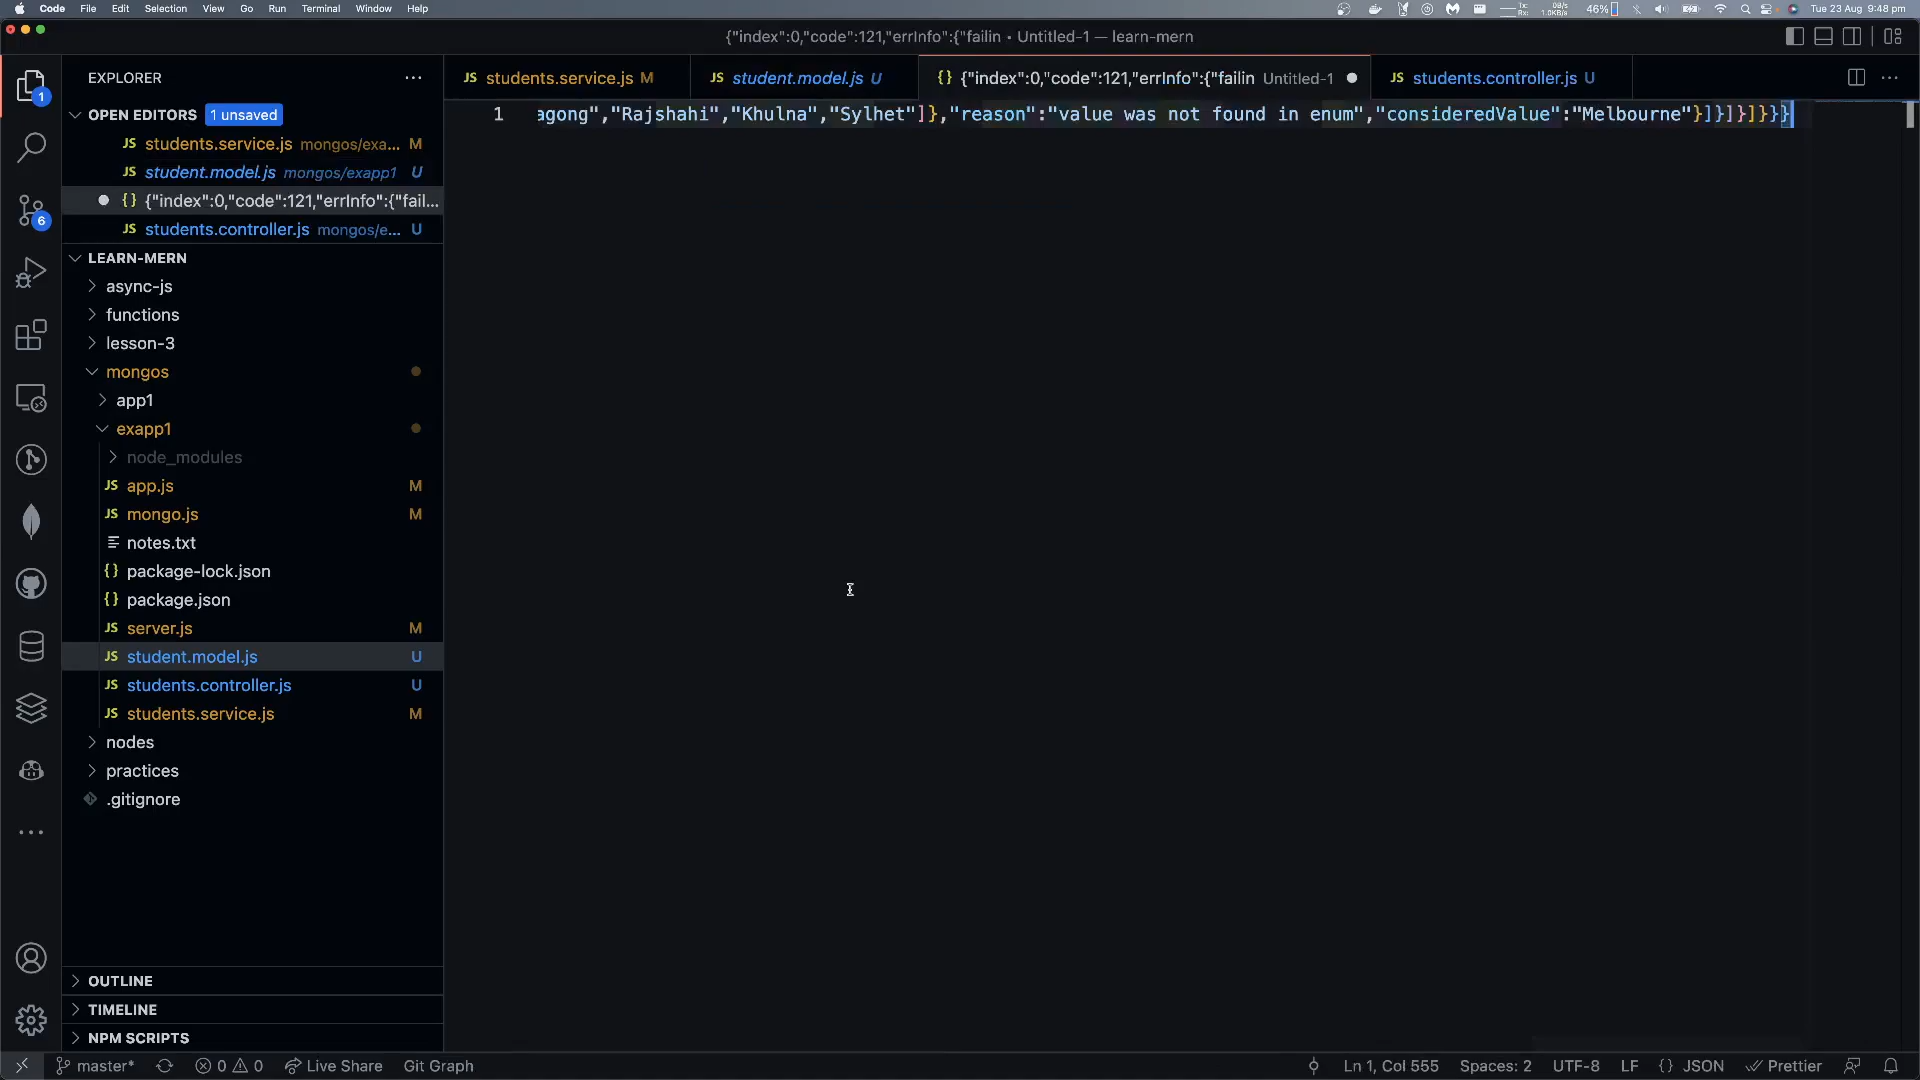 Code File Edit Selection View Go Run Terminal Window Help 46% Tue 23 Aug 9:48 pm
{"index":0,"code":121,"errInfo":{"failin • Untitled-1 — learn-mern
EXPLORER
JS students.service.js M
JS student.model.js U
{} {"index":0,"code":121,"errInfo":{"failin Untitled-1
JS students.controller.js U
OPEN EDITORS 1 unsaved
JS students.service.js mongos/exa... M
JS student.model.js mongos/exapp1 U
{} {"index":0,"code":121,"errInfo":{"fail...
JS students.controller.js mongos/e... U
1 agong","Rajshahi","Khulna","Sylhet"]},"reason":"value was not found in enum","consideredValue":"Melbourne"}]}]}]}}}
1
6
LEARN-MERN
async-js
functions
lesson-3
mongos
app1
exapp1
node_modules
JS app.js M
JS mongo.js M
notes.txt
{} package-lock.json
{} package.json
JS server.js M
JS student.model.js U
JS students.controller.js U
JS students.service.js M
nodes
practices
.gitignore
OUTLINE
TIMELINE
NPM SCRIPTS
master* 0 0 Live Share Git Graph Ln 1, Col 555 Spaces: 2 UTF-8 LF {} JSON Prettier